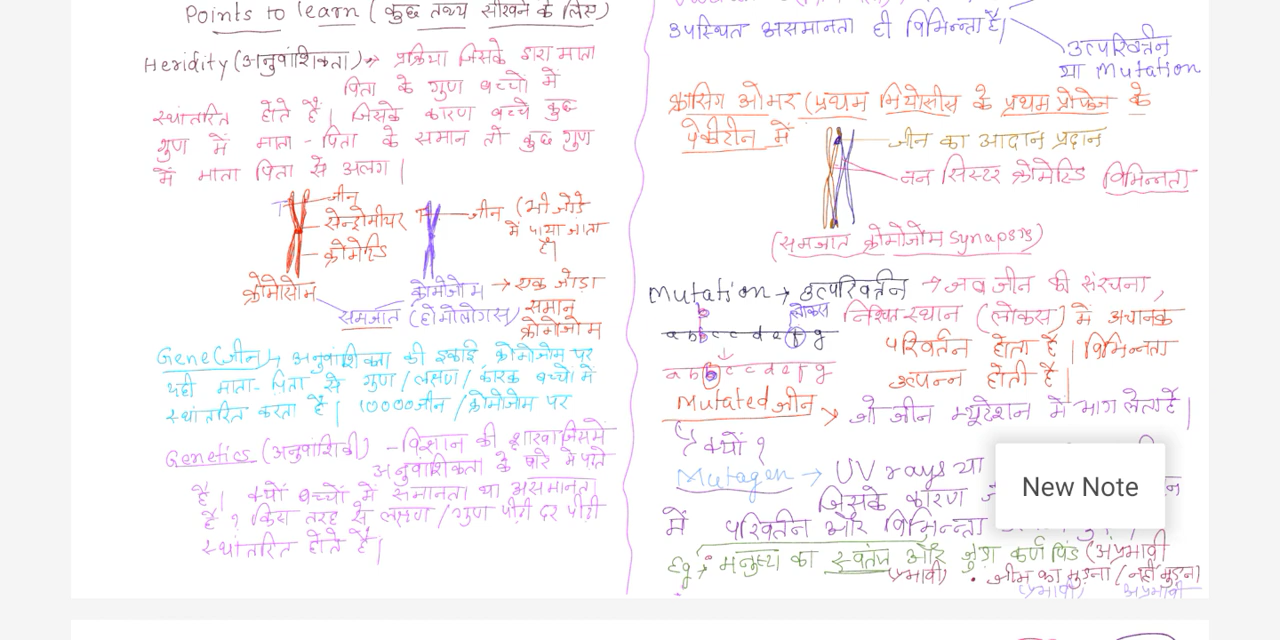 Points to learn (कुछ तथ्य सीखने के लिए)
Heridity (अनुवांशिकता) → प्रक्रिया जिसके द्वारा माता
पिता के गुण बच्चो में
स्थांतरित होते है | जिसके कारण बच्चे कुछ
गुण में माता - पिता के समान तो कुछ गुण
में माता पिता से अलग |
जीन
सेन्ट्रोमीयर
क्रोमेटिड
क्रोमोसोम
जीन (भी जोडे
में पाया जाता
है|
क्रोमोजोम → एक जोड़ा
समान
क्रोमोजोम
समजात (होमोलोगस)
Gene (जीन) → अनुवांशिकता की इकाई क्रोमोजोम पर
यही माता-पिता से गुण / लक्षण / कारक बच्चो में
स्थांतरित करता है | 10000 जीन / क्रोमोजोम पर
Genetics (अनुवांशिकी) - विज्ञान की शाखा जिसमें
अनुवांशिकता के बारे में पाते
है | क्यों बच्चों में समानता या असमानता
है ? किस तरह से लक्षण / गुण पीढ़ी दर पीढ़ी
स्थांतरित होते है|
उपस्थित असमानता ही विभिन्नता है|
उत्परिवर्तन
या Mutation
क्रासिंग ओभर (प्रथम मियोसीस के प्रथम प्रोफेज के
पेकीटीन में
जीन का आदान प्रदान
नन सिस्टर क्रोमेटिड विभिन्नता
(समजात क्रोमोजोम Synapsis)
Mutation → उत्परिवर्तन → जब जीन की संरचना,
b लोकस निश्चित-स्थान (लोकस) में अचानक
a b c c d e f g परिवर्तन होता है | विभिन्नता
a b c c d e f g उत्पन्न होती है |
Mutated जीन → जो जीन म्यूटेशन में भाग लेता है |
क्यों ?
Mutagen → UV rays या
जिसके कारण
में परिवर्तन और विभिन्नता
Eg → मनुष्य का स्वतंत्र और जुड़ा कर्ण पिंड (अप्रभावी
प्रभावी) • जीभ का मुड़ना (नही मुड़ना)
प्रभावी) अप्रभावी
New Note